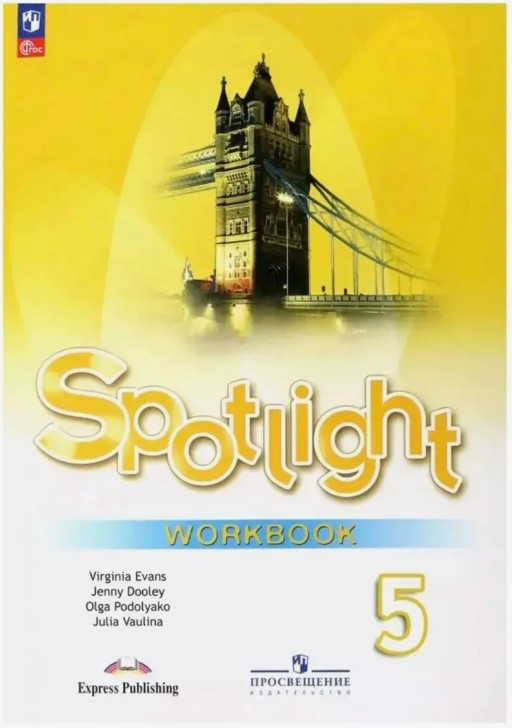 ФГОС
Spotlight
WORKBOOK
Virginia Evans
Jenny Dooley
Olga Podolyako
Julia Vaulina
5
Express Publishing
ПРОСВЕЩЕНИЕ
ИЗДАТЕЛЬСТВО